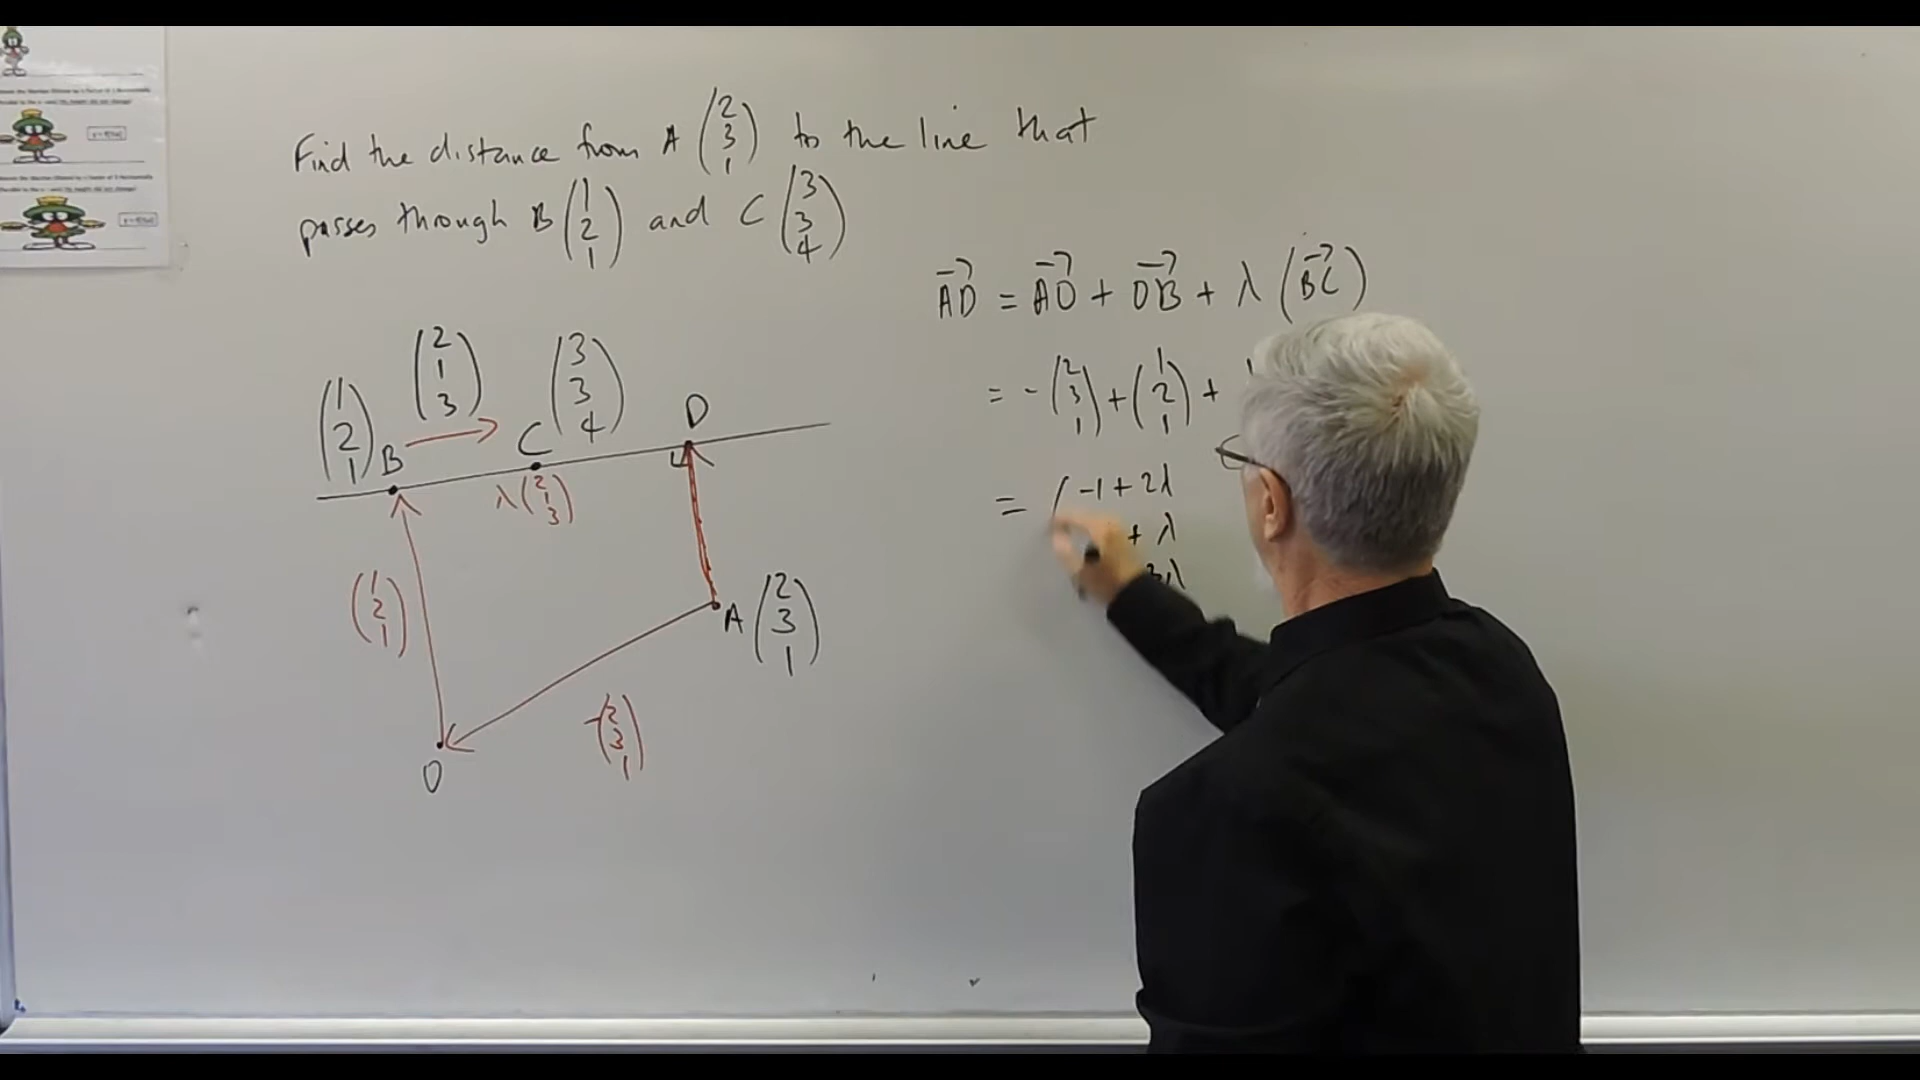 Find the distance from A (2 3 1) to the line that
passes through B (1 2 1) and C (3 3 4)
AD = AO + OB + λ (BC)
= - (2 3 1) + (1 2 1) +
= ( -1 + 2λ
+ λ
3λ
(1 2 1) B
(2 1 3)
C (3 3 4)
D
λ (2 1 3)
(1 2 1)
A (2 3 1)
- (2 3 1)
O